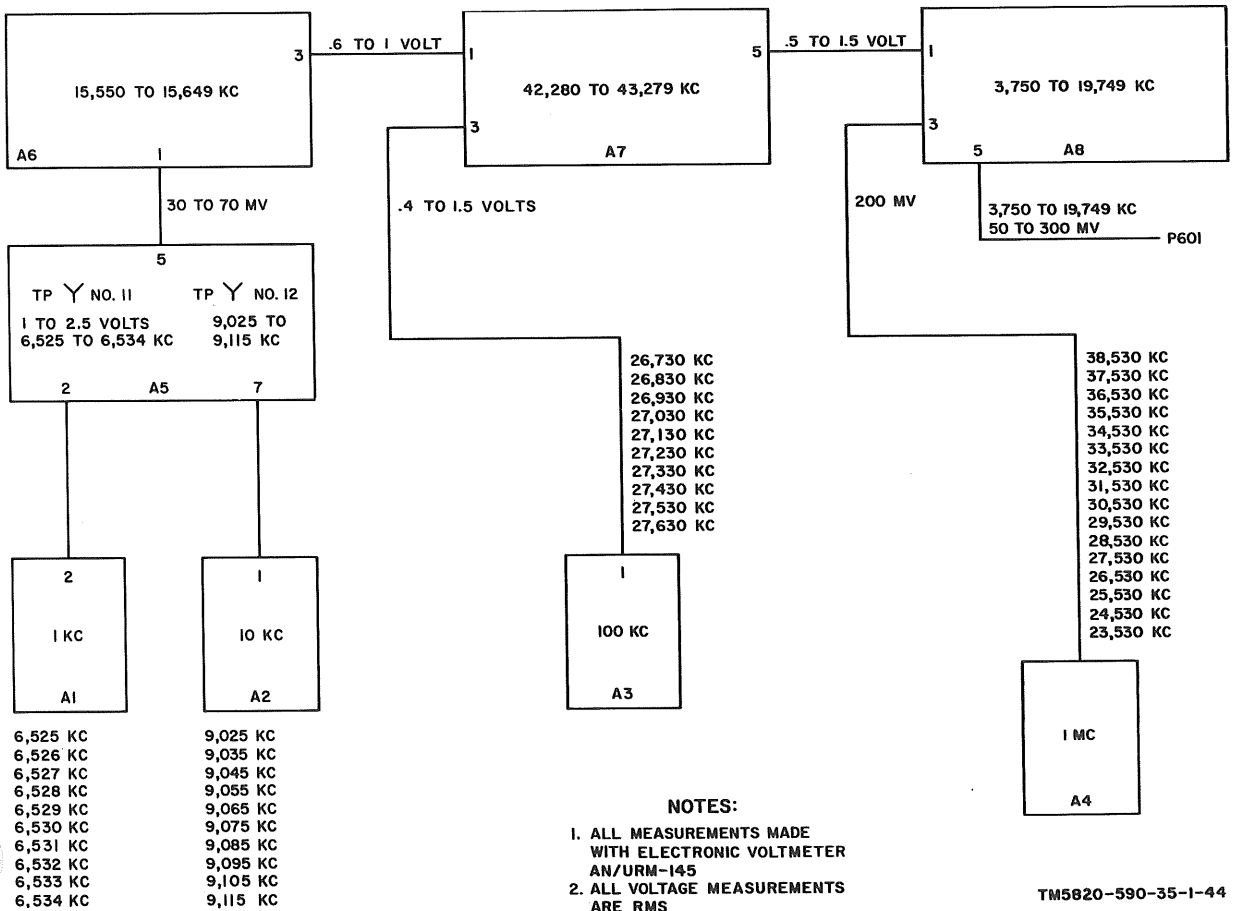 3
.6 TO 1 VOLT
1
5
.5 TO 1.5 VOLT
1
15,550 TO 15,649 KC
42,280 TO 43,279 KC
3,750 TO 19,749 KC
3
3
A6
1
A7
5
A8
30 TO 70 MV
.4 TO 1.5 VOLTS
200 MV
3,750 TO 19,749 KC
50 TO 300 MV
P601
5
TP Y NO. 11
TP Y NO. 12
1 TO 2.5 VOLTS
6,525 TO 6,534 KC
9,025 TO
9,115 KC
2
A5
7
26,730 KC
26,830 KC
26,930 KC
27,030 KC
27,130 KC
27,230 KC
27,330 KC
27,430 KC
27,530 KC
27,630 KC
38,530 KC
37,530 KC
36,530 KC
35,530 KC
34,530 KC
33,530 KC
32,530 KC
31,530 KC
30,530 KC
29,530 KC
28,530 KC
27,530 KC
26,530 KC
25,530 KC
24,530 KC
23,530 KC
2
1 KC
A1
1
10 KC
A2
1
100 KC
A3
1 MC
A4
6,525 KC
6,526 KC
6,527 KC
6,528 KC
6,529 KC
6,530 KC
6,531 KC
6,532 KC
6,533 KC
6,534 KC
9,025 KC
9,035 KC
9,045 KC
9,055 KC
9,065 KC
9,075 KC
9,085 KC
9,095 KC
9,105 KC
9,115 KC
NOTES:
1. ALL MEASUREMENTS MADE
WITH ELECTRONIC VOLTMETER
AN/URM-145
2. ALL VOLTAGE MEASUREMENTS
ARE RMS
TM5820-590-35-1-44